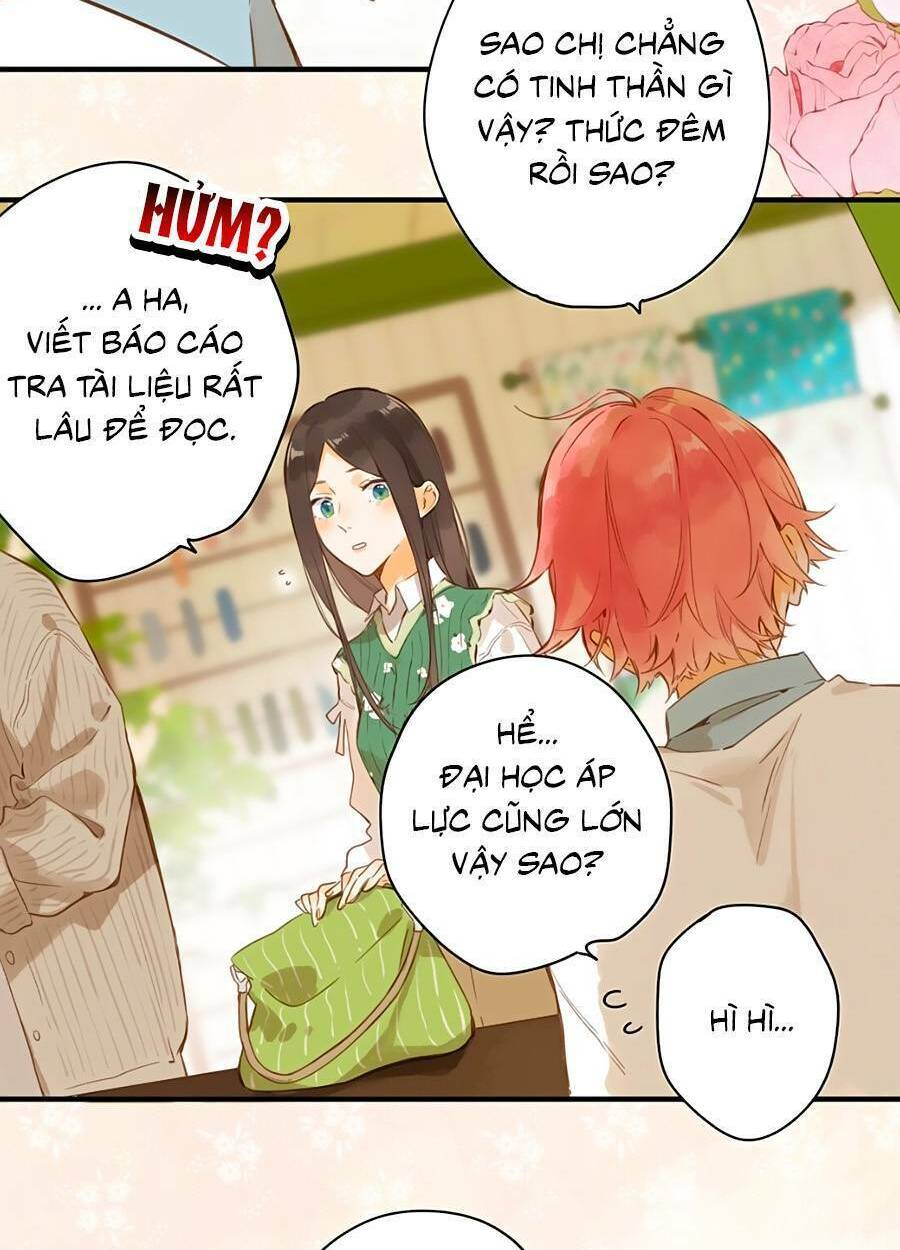 SAO CHỊ CHẲNG
CÓ TINH THẦN GÌ
VẬY? THỨC ĐÊM
RỒI SAO?
HỬM?
... A HA,
VIẾT BÁO CÁO
TRA TÀI LIỆU RẤT
LÂU ĐỂ ĐỌC.
HỂ...
ĐẠI HỌC ÁP
LỰC CŨNG LỚN
VẬY SAO?
HÌ HÌ...